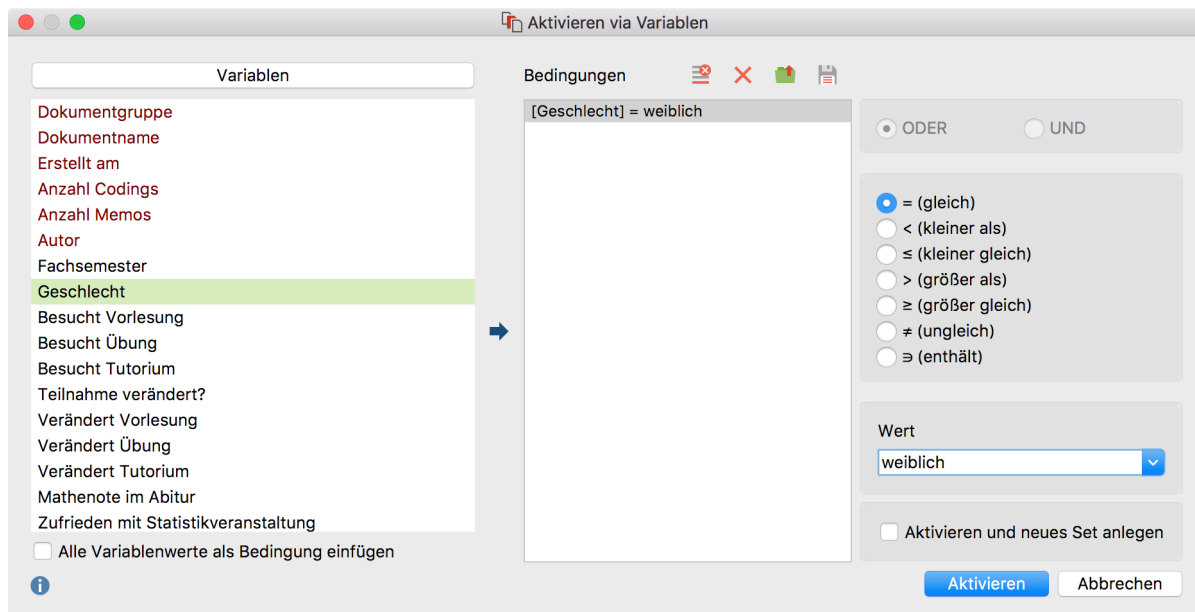 Aktivieren via Variablen
Variablen
Dokumentgruppe
Dokumentname
Erstellt am
Anzahl Codings
Anzahl Memos
Autor
Fachsemester
Geschlecht
Besucht Vorlesung
Besucht Übung
Besucht Tutorium
Teilnahme verändert?
Verändert Vorlesung
Verändert Übung
Verändert Tutorium
Mathenote im Abitur
Zufrieden mit Statistikveranstaltung
Alle Variablenwerte als Bedingung einfügen
Bedingungen
[Geschlecht] = weiblich
ODER UND
= (gleich)
< (kleiner als)
≤ (kleiner gleich)
> (größer als)
≥ (größer gleich)
≠ (ungleich)
∋ (enthält)
Wert
weiblich
Aktivieren und neues Set anlegen
Aktivieren Abbrechen